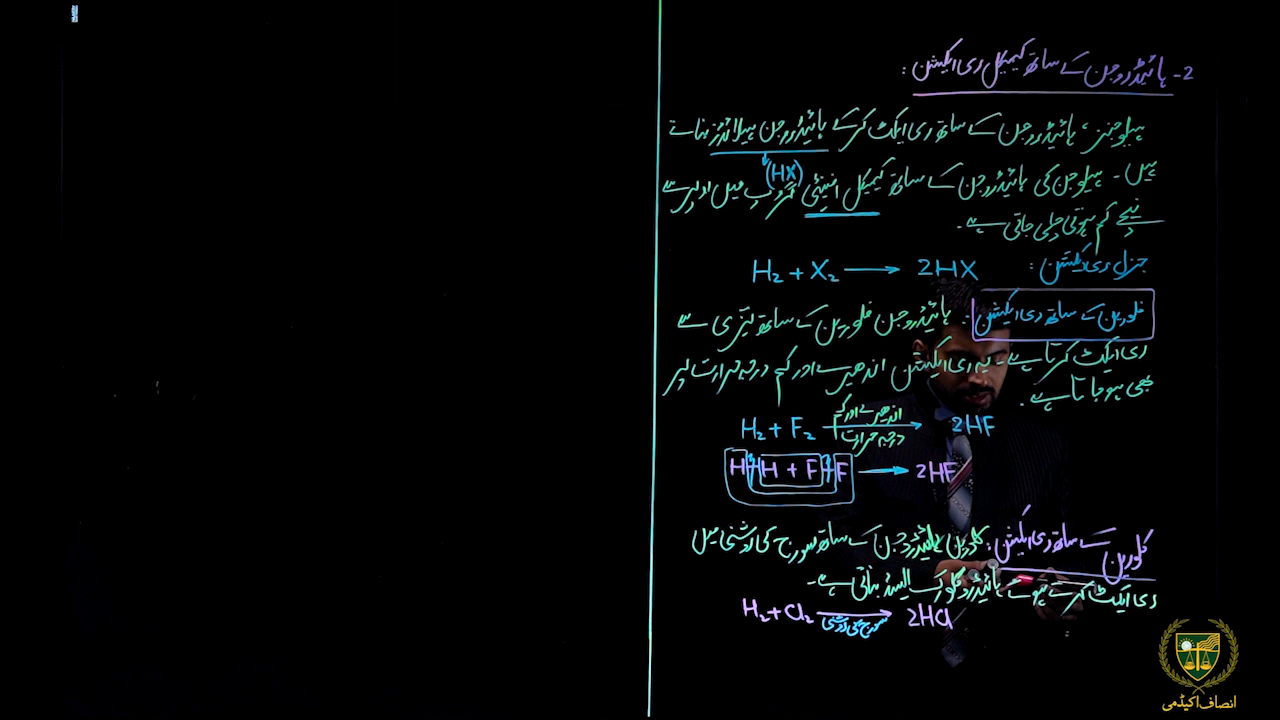 2- ہائیڈروجن کے ساتھ کیمیکل ری ایکشن :
ہیلوجنز، ہائیڈروجن کے ساتھ ری ایکٹ کرکے ہائیڈروجن ہیلائڈز بناتے
(HX)
ہیں۔ ہیلوجن کی ہائیڈروجن کے ساتھ کیمیکل افینٹی گروپ میں اوپر سے
نیچے کم ہوتی چلی جاتی ہے۔
جنرل ری ایکشن :
H₂ + X₂ ⟶ 2HX
فلورین کے ساتھ ری ایکشن : ہائیڈروجن فلورین کے ساتھ تیزی سے
ری ایکٹ کرتا ہے۔ یہ ری ایکشن اندھیرے اور کم درجہ حرارت پر
بھی ہو جاتا ہے۔
اندھیرے اور کم
H₂ + F₂ ⟶ 2HF
درجہ حرارت
H H + F F ⟶ 2HF
کلورین کے ساتھ ری ایکشن : کلورین ہائیڈروجن کے ساتھ سورج کی روشنی میں
ری ایکٹ کرتے ہوئے ہائیڈروکلورک ایسڈ بناتی ہے۔
H₂ + Cl₂ ⟶ 2HCl
سورج کی روشنی
انصاف اکیڈمی